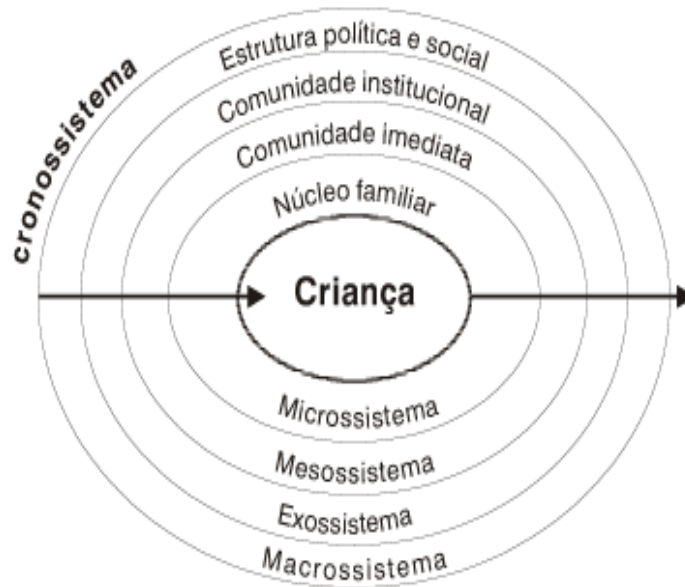 Estrutura política e social
Comunidade institucional
Comunidade imediata
Núcleo familiar
cronossistema
Criança
Microssistema
Mesossistema
Exossistema
Macrossistema